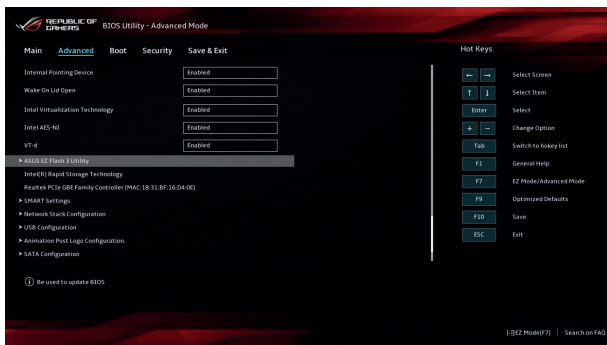 REPUBLIC OF GAMERS BIOS Utility - Advanced Mode
Main Advanced Boot Security Save & Exit
Hot Keys
Internal Pointing Device Enabled
Wake On Lid Open Enabled
Intel Virtualization Technology Enabled
Intel AES-NI Enabled
VT-d Enabled
> ASUS EZ Flash 3 Utility
Intel(R) Rapid Storage Technology
Realtek PCIe GBE Family Controller (MAC:18:31:BF:16:D4:0E)
> SMART Settings
> Network Stack Configuration
> USB Configuration
> Animation Post Logo Configuration.
> SATA Configuration
Be used to update BIOS
← → Select Screen
↑ ↓ Select Item
Enter Select
+ − Change Option
Tab Switch to hokey list
F1 General Help
F7 EZ Mode/Advanced Mode
F9 Optimized Defaults
F10 Save
ESC Exit
EZ Mode(F7) | Search on FAQ